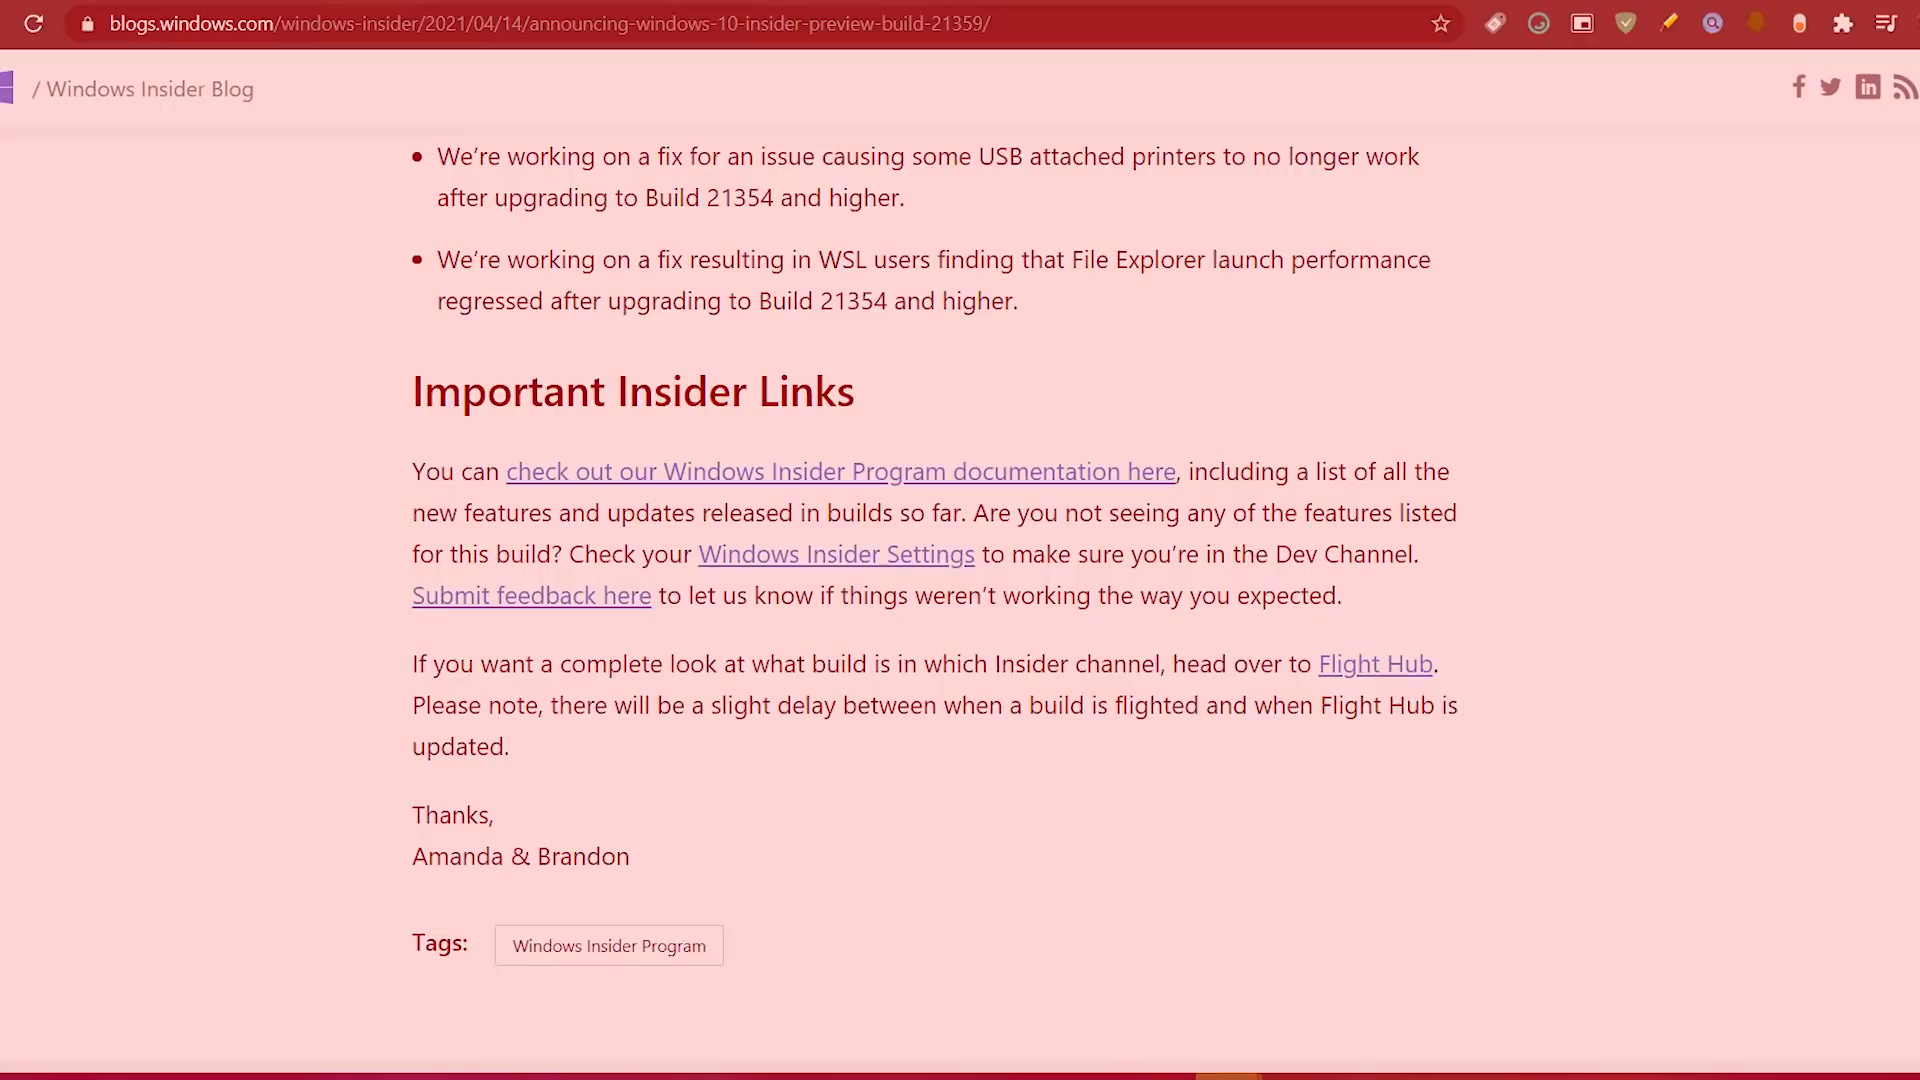 blogs.windows.com/windows-insider/2021/04/14/announcing-windows-10-insider-preview-build-21359/
/ Windows Insider Blog
• We’re working on a fix for an issue causing some USB attached printers to no longer work
after upgrading to Build 21354 and higher.
• We’re working on a fix resulting in WSL users finding that File Explorer launch performance
regressed after upgrading to Build 21354 and higher.
Important Insider Links
You can check out our Windows Insider Program documentation here, including a list of all the
new features and updates released in builds so far. Are you not seeing any of the features listed
for this build? Check your Windows Insider Settings to make sure you’re in the Dev Channel.
Submit feedback here to let us know if things weren’t working the way you expected.
If you want a complete look at what build is in which Insider channel, head over to Flight Hub.
Please note, there will be a slight delay between when a build is flighted and when Flight Hub is
updated.
Thanks,
Amanda & Brandon
Tags: Windows Insider Program